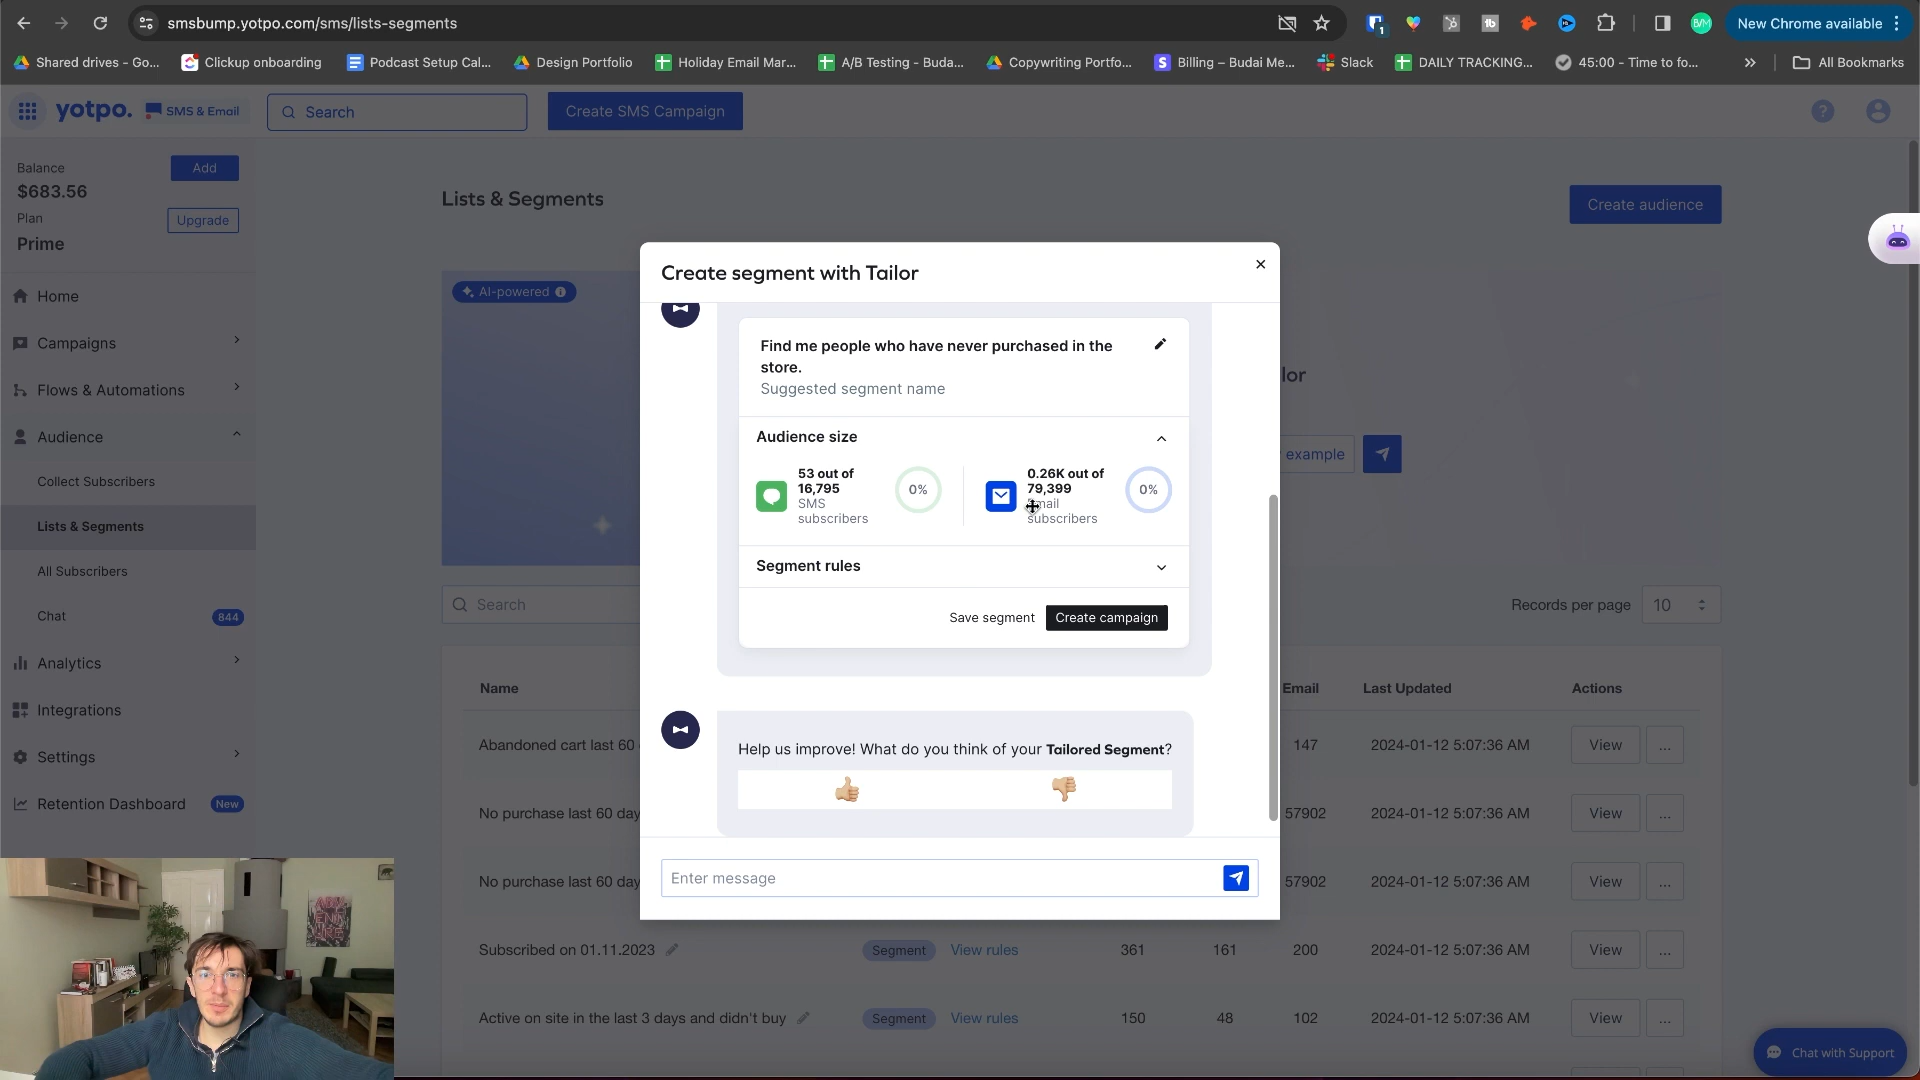 smsbump.yotpo.com/sms/lists-segments
1
New Chrome available
Shared drives - Go...
Clickup onboarding
Podcast Setup Cal...
Design Portfolio
Holiday Email Mar...
A/B Testing - Buda...
Copywriting Portfo...
Billing – Budai Me...
Slack
DAILY TRACKING...
45:00 - Time to fo...
All Bookmarks
yotpo.
SMS & Email
Search
Create SMS Campaign
Balance
Add
$683.56
Plan
Upgrade
Prime
Home
Campaigns
Flows & Automations
Audience
Collect Subscribers
Lists & Segments
All Subscribers
Chat
844
Analytics
Integrations
Settings
Retention Dashboard
New
Lists & Segments
Create audience
AI-powered
lor
example
Search
Records per page
10
Create segment with Tailor
Find me people who have never purchased in the
store.
Suggested segment name
Audience size
53 out of
16,795
SMS
subscribers
0%
0.26K out of
79,399
Email
subscribers
0%
Segment rules
Save segment
Create campaign
Help us improve! What do you think of your Tailored Segment?
Enter message
Name
Email
Last Updated
Actions
Abandoned cart last 60
147
2024-01-12 5:07:36 AM
View
...
No purchase last 60 day
57902
2024-01-12 5:07:36 AM
View
...
No purchase last 60 day
57902
2024-01-12 5:07:36 AM
View
...
Subscribed on 01.11.2023
Segment
View rules
361
161
200
2024-01-12 5:07:36 AM
View
...
Active on site in the last 3 days and didn't buy
Segment
View rules
150
48
102
2024-01-12 5:07:36 AM
View
...
Chat with Support